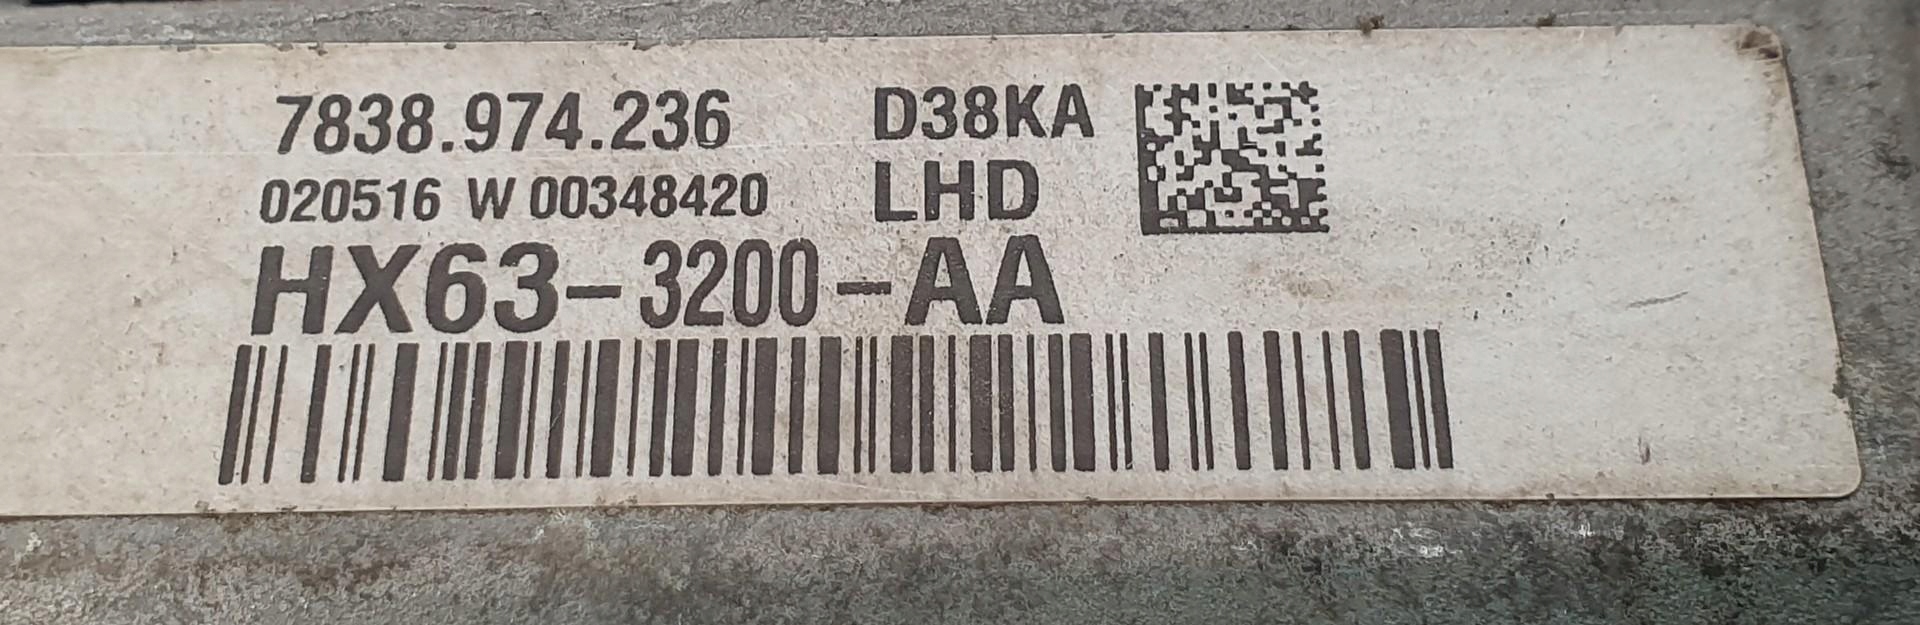 7838.974.236 D38KA
020516 W 00348420 LHD
HX63-3200-AA